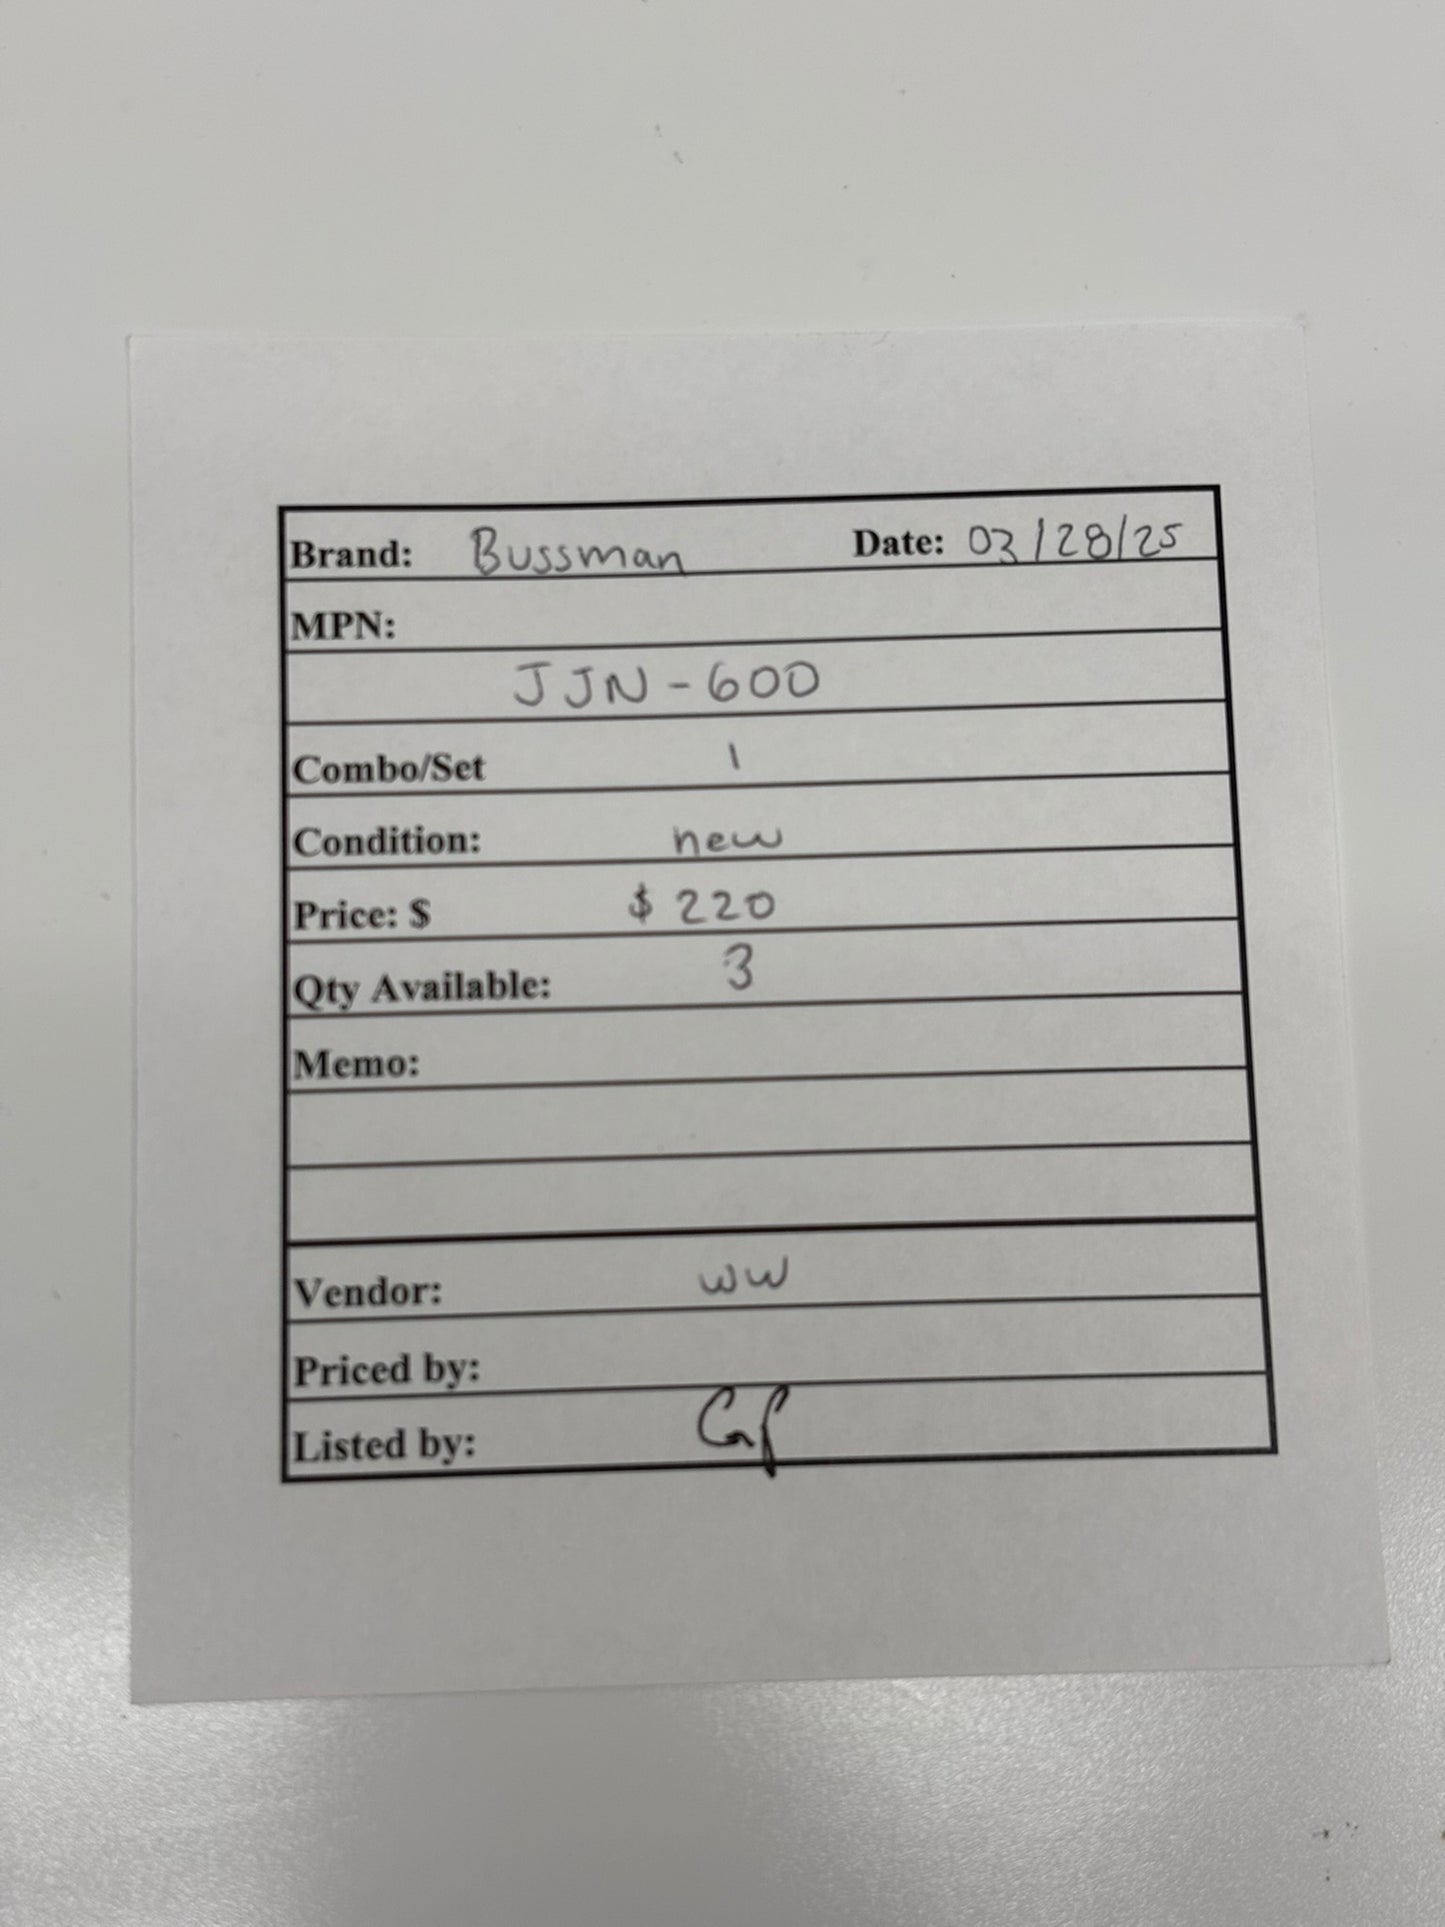 Brand: Bussman Date: 03/28/25
MPN:
JJN-600
Combo/Set 1
Condition: new
Price: $ $ 220
Qty Available: 3
Memo:
Vendor: WW
Priced by:
Listed by: